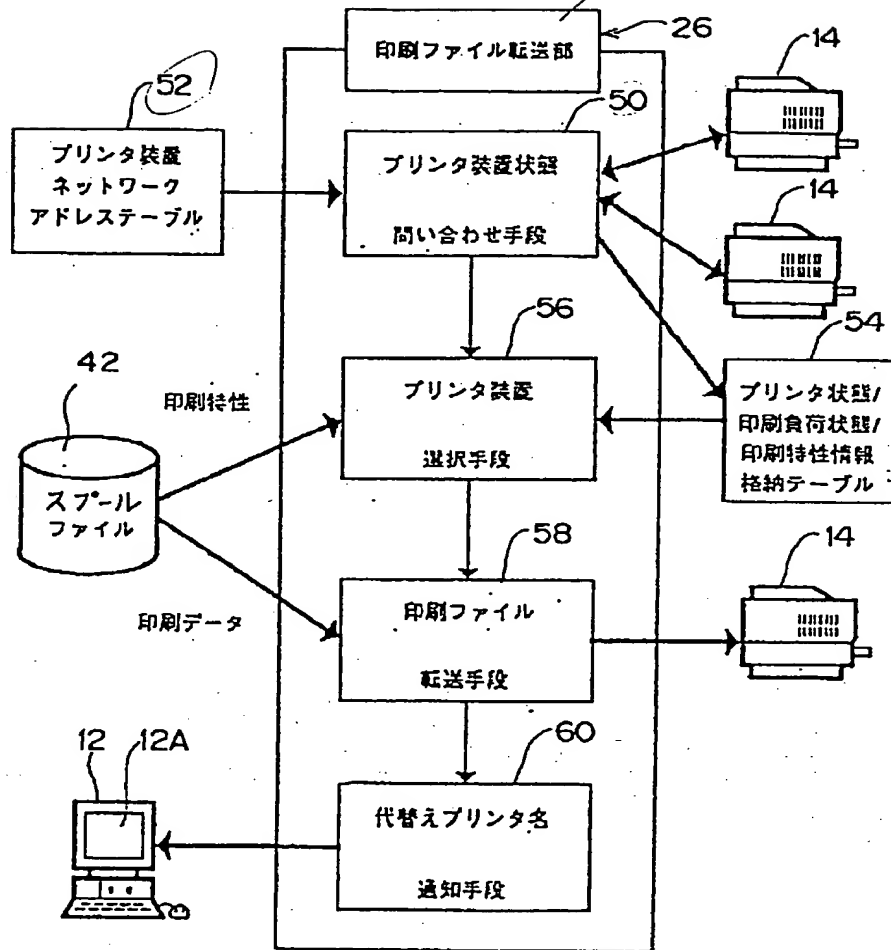 印刷ファイル転送部
26
14
52
50
プリンタ装置
ネットワーク
アドレステーブル
プリンタ装置状態
問い合わせ手段
14
56
54
42
印刷特性
プリンタ装置
選択手段
プリンタ状態/
印刷負荷状態/
印刷特性情報
格納テーブル
スプール
ファイル
58
14
印刷データ
印刷ファイル
転送手段
60
12
12A
代替えプリンタ名
通知手段